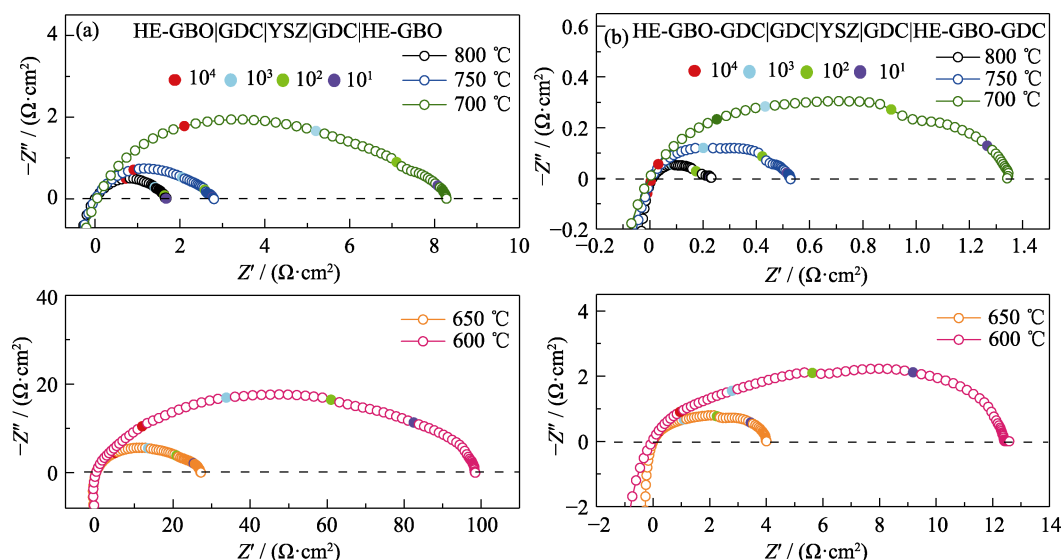 (a) HE-GBO|GDC|YSZ|GDC|HE-GBO
800 ℃
750 ℃
700 ℃
10⁴ 10³ 10² 10¹
4
2
0
−Z″ / (Ω·cm²)
0 2 4 6 8 10
Z′ / (Ω·cm²)
(b) HE-GBO-GDC|GDC|YSZ|GDC|HE-GBO-GDC
800 ℃
750 ℃
700 ℃
10⁴ 10³ 10² 10¹
0.6
0.4
0.2
0
−0.2
−Z″ / (Ω·cm²)
−0.2 0 0.2 0.4 0.6 0.8 1.0 1.2 1.4
Z′ / (Ω·cm²)
650 ℃
600 ℃
40
20
0
−Z″ / (Ω·cm²)
0 20 40 60 80 100
Z′ / (Ω·cm²)
650 ℃
600 ℃
4
2
0
−2
−Z″ / (Ω·cm²)
−2 0 2 4 6 8 10 12 14
Z′ / (Ω·cm²)